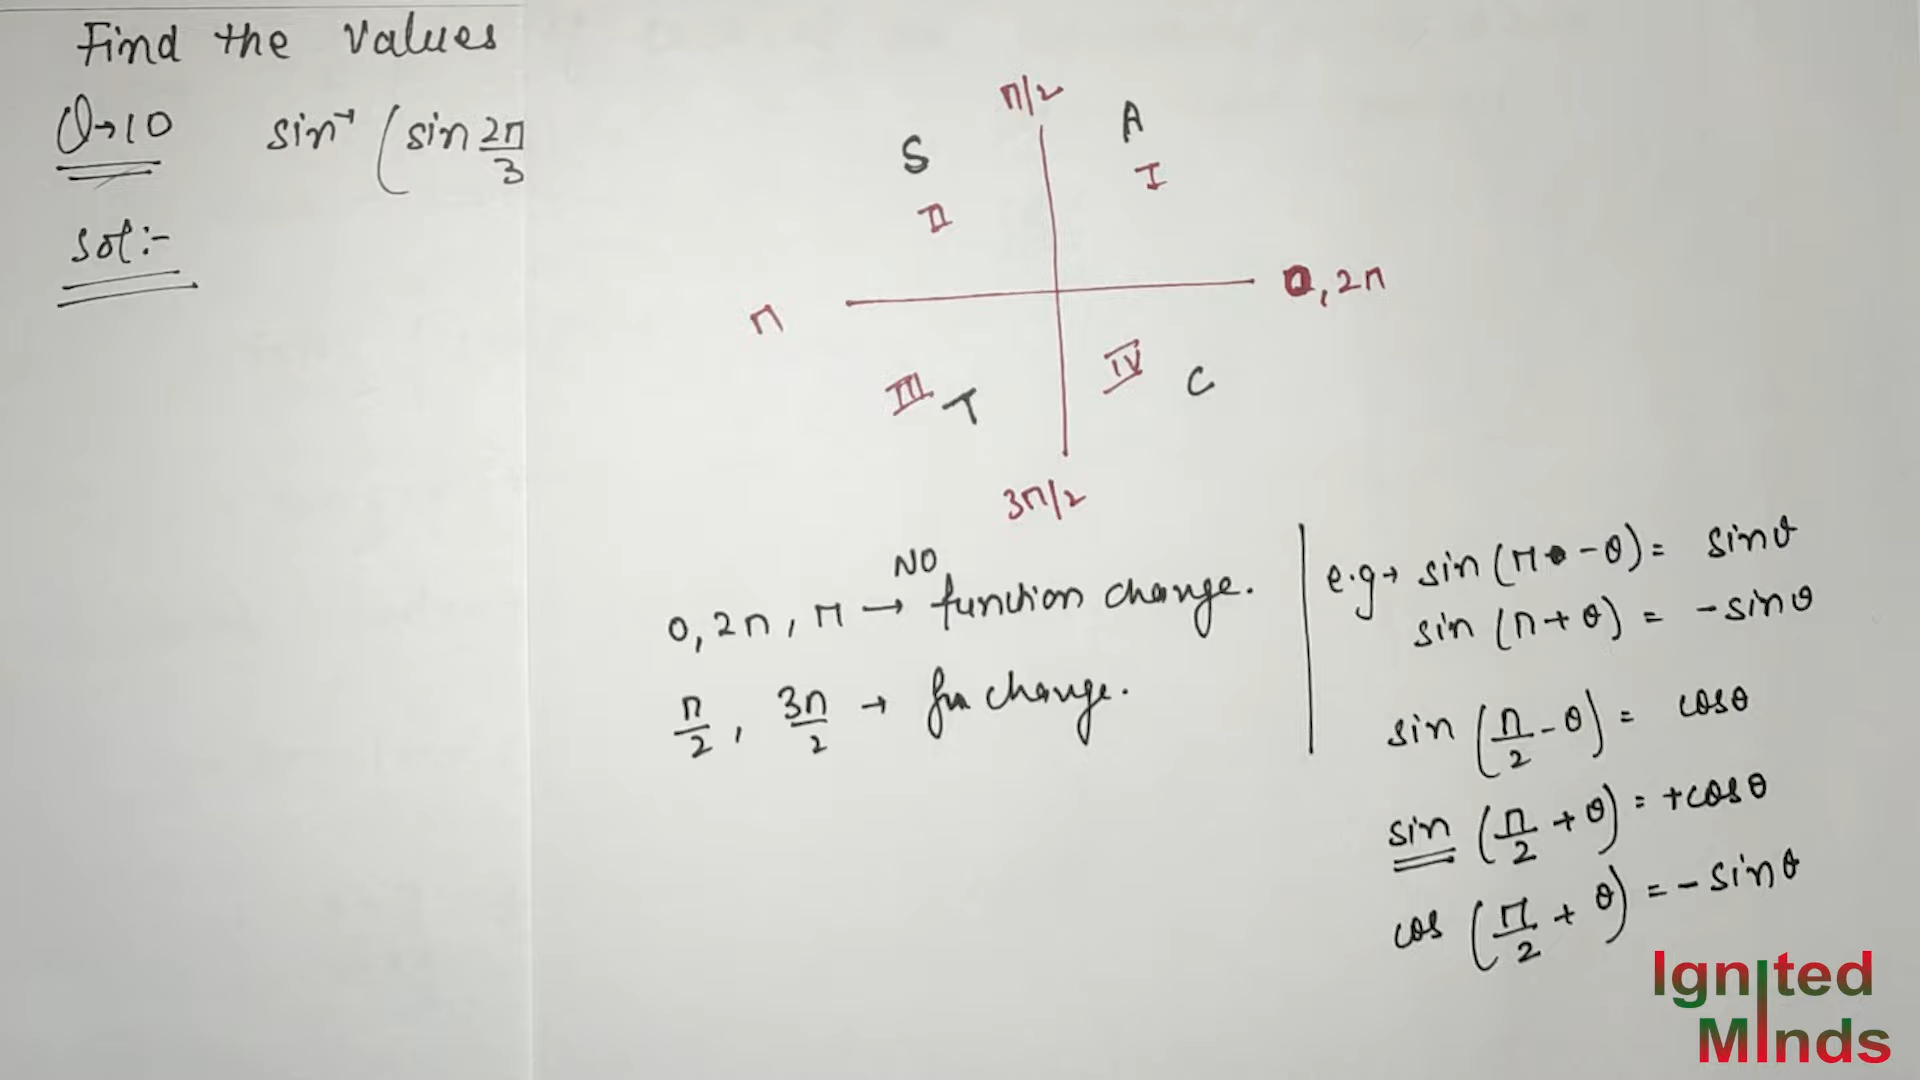 Find the Values
Q→10 sin⁻¹ (sin 2π/3
Sol:-
π/2
S
A
I
II
0, 2π
π
III
T
IV
C
3π/2
NO
0, 2π, π → function change.
π/2, 3π/2 → fn change.
e.g→ sin (π - θ) = sinθ
sin (π + θ) = - sinθ
sin (π/2 - θ) = cosθ
sin (π/2 + θ) = + cosθ
cos (π/2 + θ) = - sinθ
Ignited
Minds